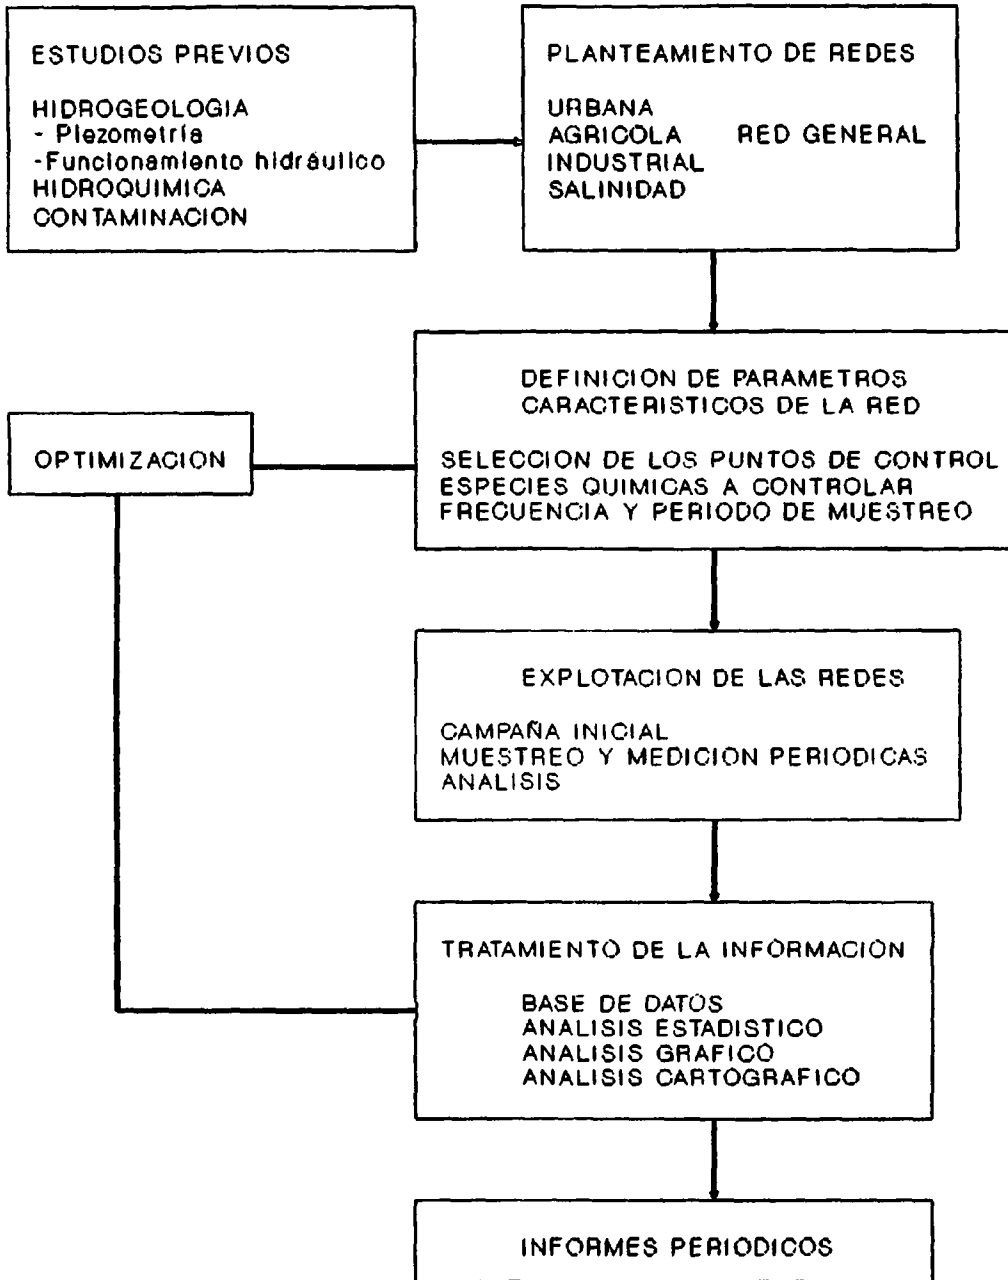 ESTUDIOS PREVIOS
HIDROGEOLOGIA
- Piezometría
-Funcionamiento hidráulico
HIDROQUIMICA
CONTAMINACION
PLANTEAMIENTO DE REDES
URBANA
AGRICOLA RED GENERAL
INDUSTRIAL
SALINIDAD
DEFINICION DE PARAMETROS
CARACTERISTICOS DE LA RED
SELECCION DE LOS PUNTOS DE CONTROL
ESPECIES QUIMICAS A CONTROLAR
FRECUENCIA Y PERIODO DE MUESTREO
OPTIMIZACION
EXPLOTACION DE LAS REDES
CAMPAÑA INICIAL
MUESTREO Y MEDICION PERIODICAS
ANALISIS
TRATAMIENTO DE LA INFORMACION
BASE DE DATOS
ANALISIS ESTADISTICO
ANALISIS GRAFICO
ANALISIS CARTOGRAFICO
INFORMES PERIODICOS